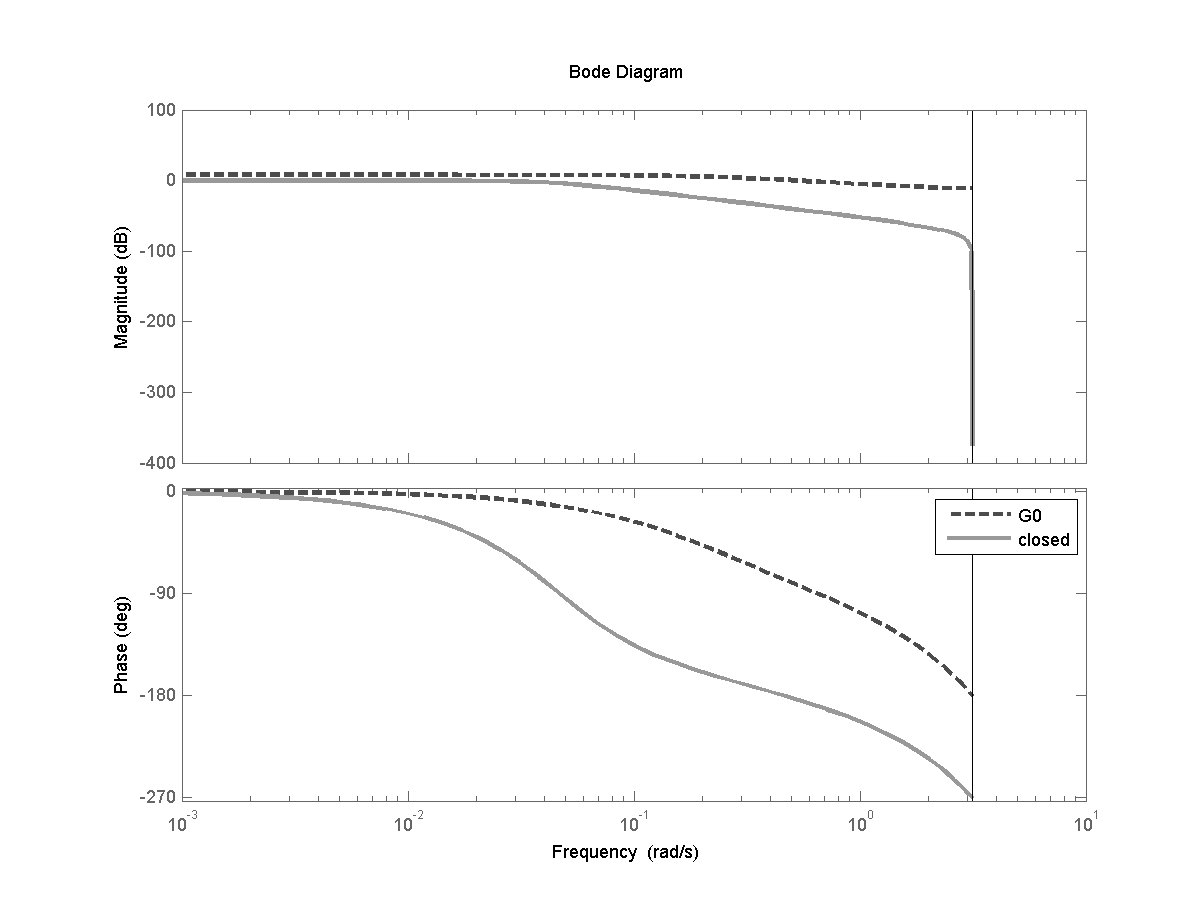 Bode Diagram
Magnitude (dB)
100
0
-100
-200
-300
-400
Phase (deg)
0
-90
-180
-270
G0
closed
10^-3 10^-2 10^-1 10^0 10^1
Frequency (rad/s)